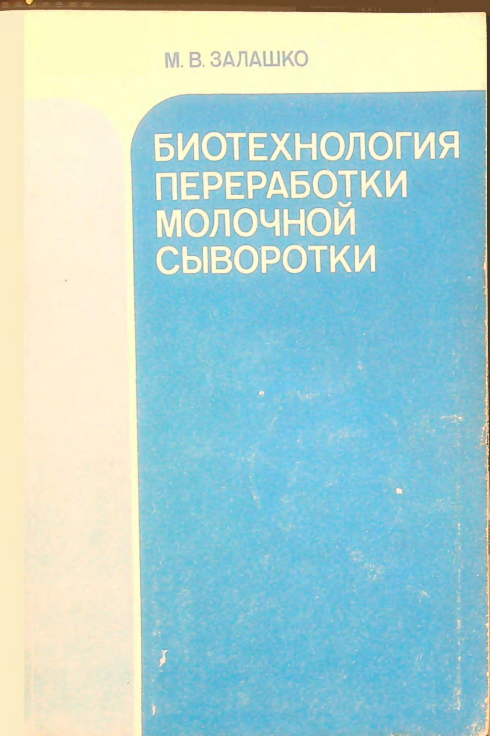 М. В. ЗАЛАШКО
БИОТЕХНОЛОГИЯ
ПЕРЕРАБОТКИ
МОЛОЧНОЙ
СЫВОРОТКИ